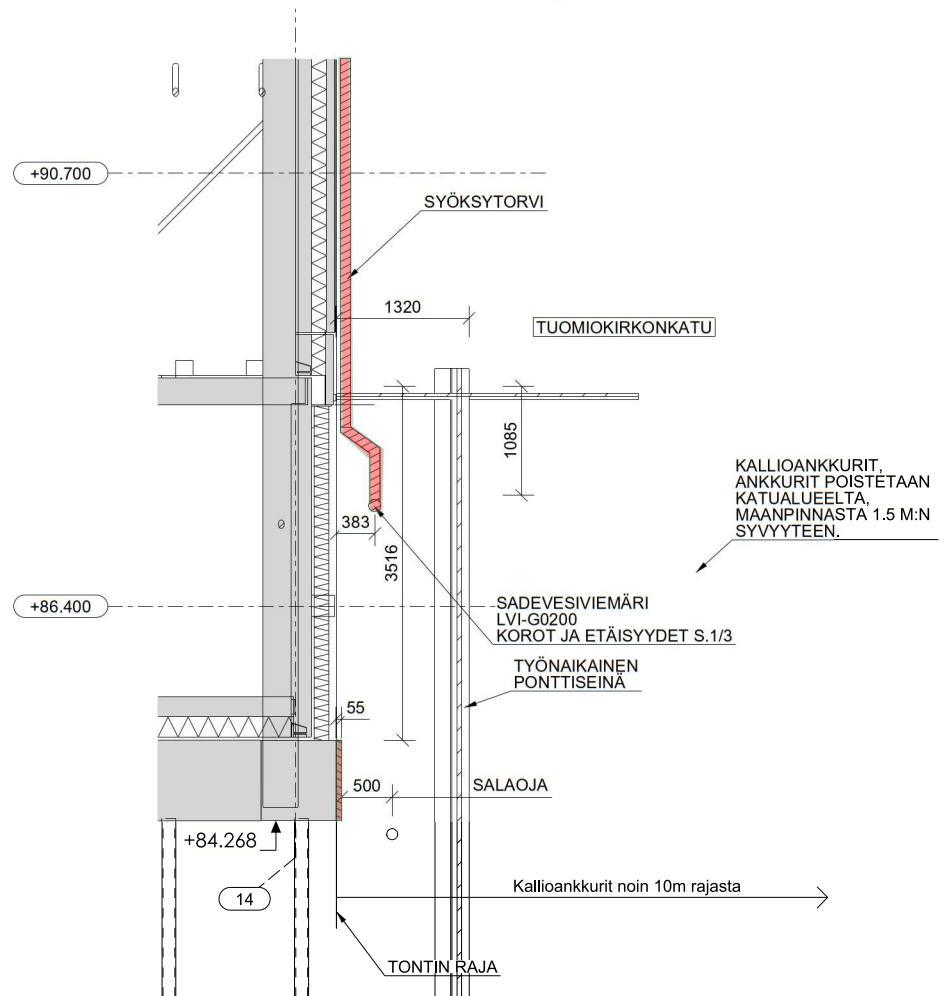 +90.700
SYÖKSYTORVI
1320
TUOMIOKIRKONKATU
1085
KALLIOANKKURIT,
ANKKURIT POISTETAAN
KATUALUEELTA,
MAANPINNASTA 1.5 M:N
SYVYYTEEN.
383
3516
+86.400
SADEVESIVIEMÄRI
LVI-G0200
KOROT JA ETÄISYYDET S.1/3
TYÖNAIKAINEN
PONTTISEINÄ
55
500
SALAOJA
+84.268
14
Kallioankkurit noin 10m rajasta
TONTIN RAJA